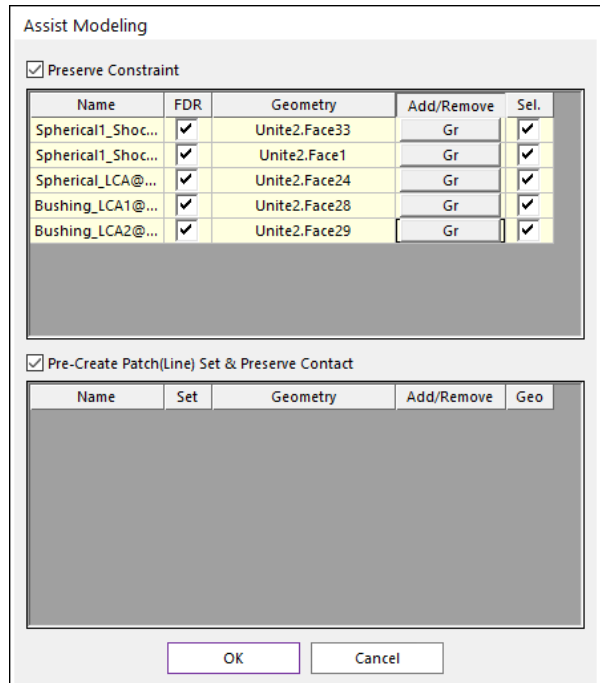 Assist Modeling
Preserve Constraint
Name FDR Geometry Add/Remove Sel.
Spherical1_Shoc... Unite2.Face33 Gr
Spherical1_Shoc... Unite2.Face1 Gr
Spherical_LCA@... Unite2.Face24 Gr
Bushing_LCA1@... Unite2.Face28 Gr
Bushing_LCA2@... Unite2.Face29 Gr
Pre-Create Patch(Line) Set & Preserve Contact
Name Set Geometry Add/Remove Geo
OK Cancel